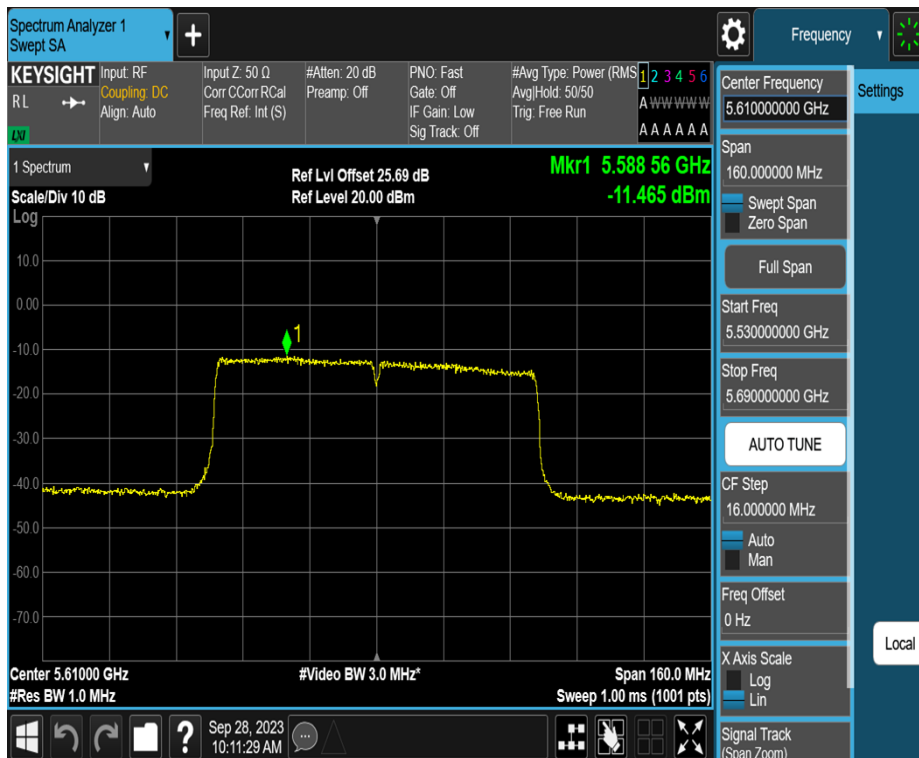 Spectrum Analyzer 1
Swept SA
+
Frequency
KEYSIGHT
RL
LXI
Input: RF
Coupling: DC
Align: Auto
Input Z: 50 Ω
Corr CCorr RCal
Freq Ref: Int (S)
#Atten: 20 dB
Preamp: Off
PNO: Fast
Gate: Off
IF Gain: Low
Sig Track: Off
#Avg Type: Power (RMS
Avg|Hold: 50/50
Trig: Free Run
1 2 3 4 5 6
A W W W W W
A A A A A A
1 Spectrum
Scale/Div 10 dB
Log
Ref Lvl Offset 25.69 dB
Ref Level 20.00 dBm
Mkr1 5.588 56 GHz
-11.465 dBm
10.0
0.00
-10.0
-20.0
-30.0
-40.0
-50.0
-60.0
-70.0
1
Center 5.61000 GHz
#Res BW 1.0 MHz
#Video BW 3.0 MHz*
Span 160.0 MHz
Sweep 1.00 ms (1001 pts)
Center Frequency
5.610000000 GHz
Settings
Span
160.000000 MHz
Swept Span
Zero Span
Full Span
Start Freq
5.530000000 GHz
Stop Freq
5.690000000 GHz
AUTO TUNE
CF Step
16.000000 MHz
Auto
Man
Freq Offset
0 Hz
Local
X Axis Scale
Log
Lin
Signal Track
(Span Zoom)
?
Sep 28, 2023
10:11:29 AM